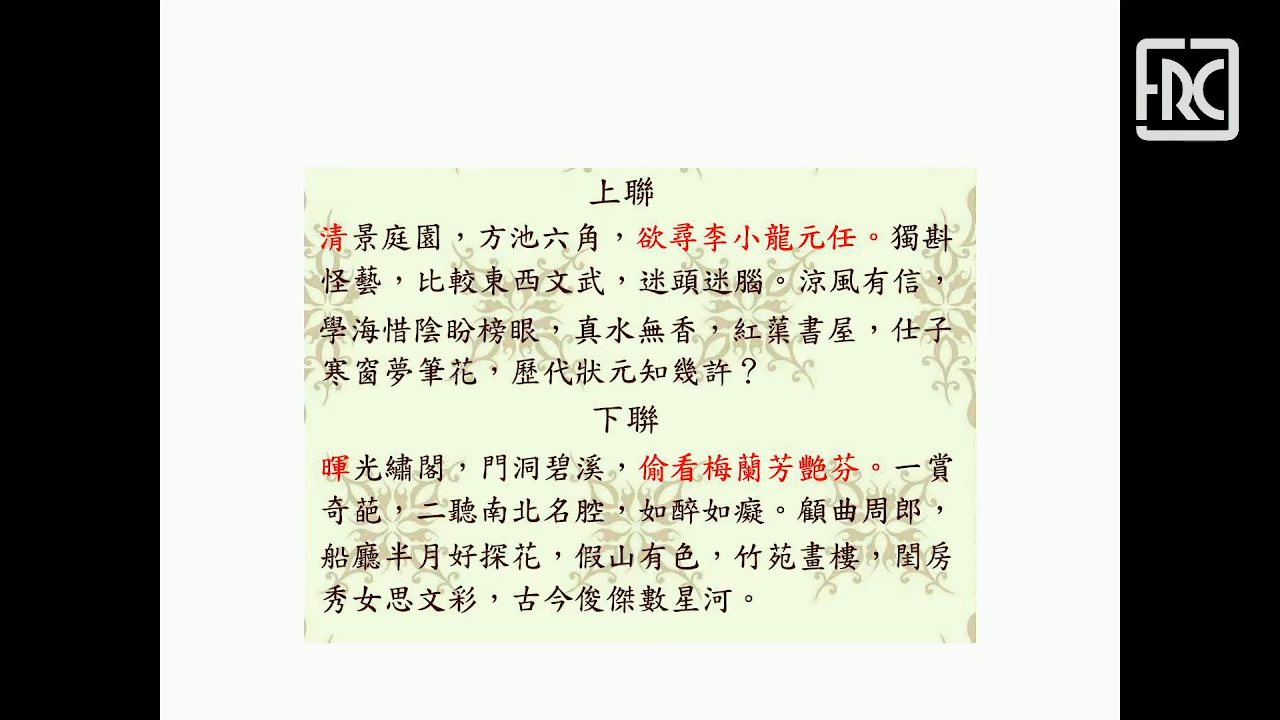 FRC
上聯
清景庭園，方池六角，欲尋李小龍元任。獨斟
怪藝，比較東西文武，迷頭迷腦。涼風有信，
學海惜陰盼榜眼，真水無香，紅蕖書屋，仕子
寒窗夢筆花，歷代狀元知幾許？
下聯
暉光繡閣，門洞碧溪，偷看梅蘭芳艷芬。一賞
奇葩，二聽南北名腔，如醉如癡。顧曲周郎，
船廳半月好探花，假山有色，竹苑畫樓，閨房
秀女思文彩，古今俊傑數星河。